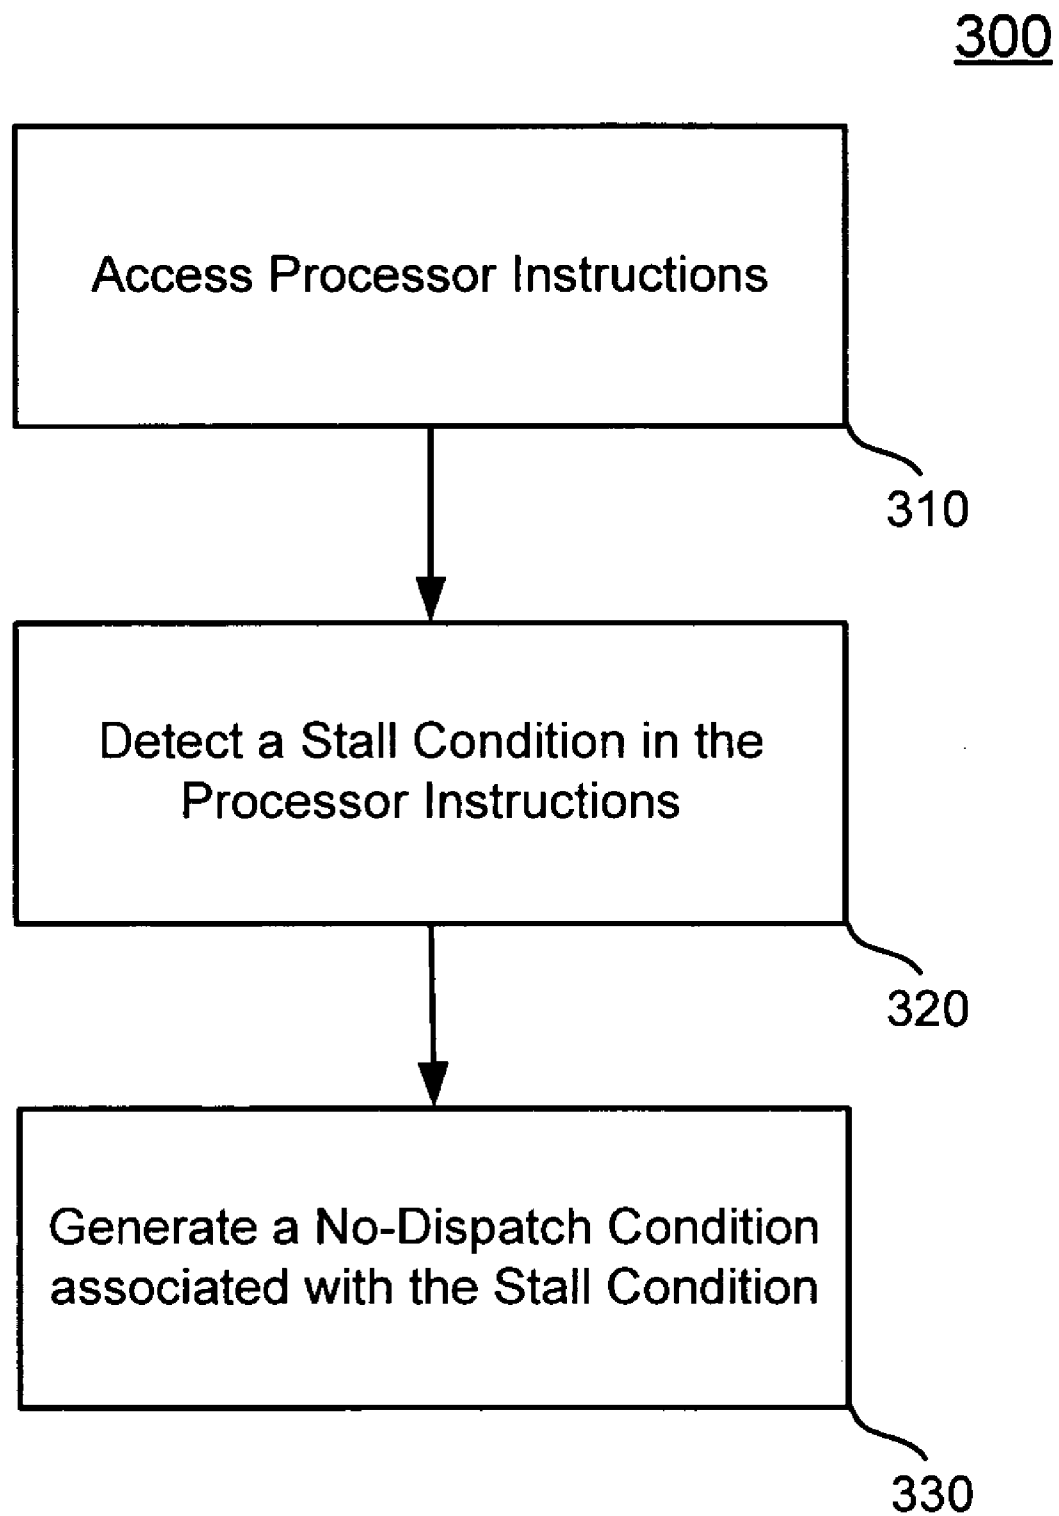 300
Access Processor Instructions
310
Detect a Stall Condition in the
Processor Instructions
320
Generate a No-Dispatch Condition
associated with the Stall Condition
330